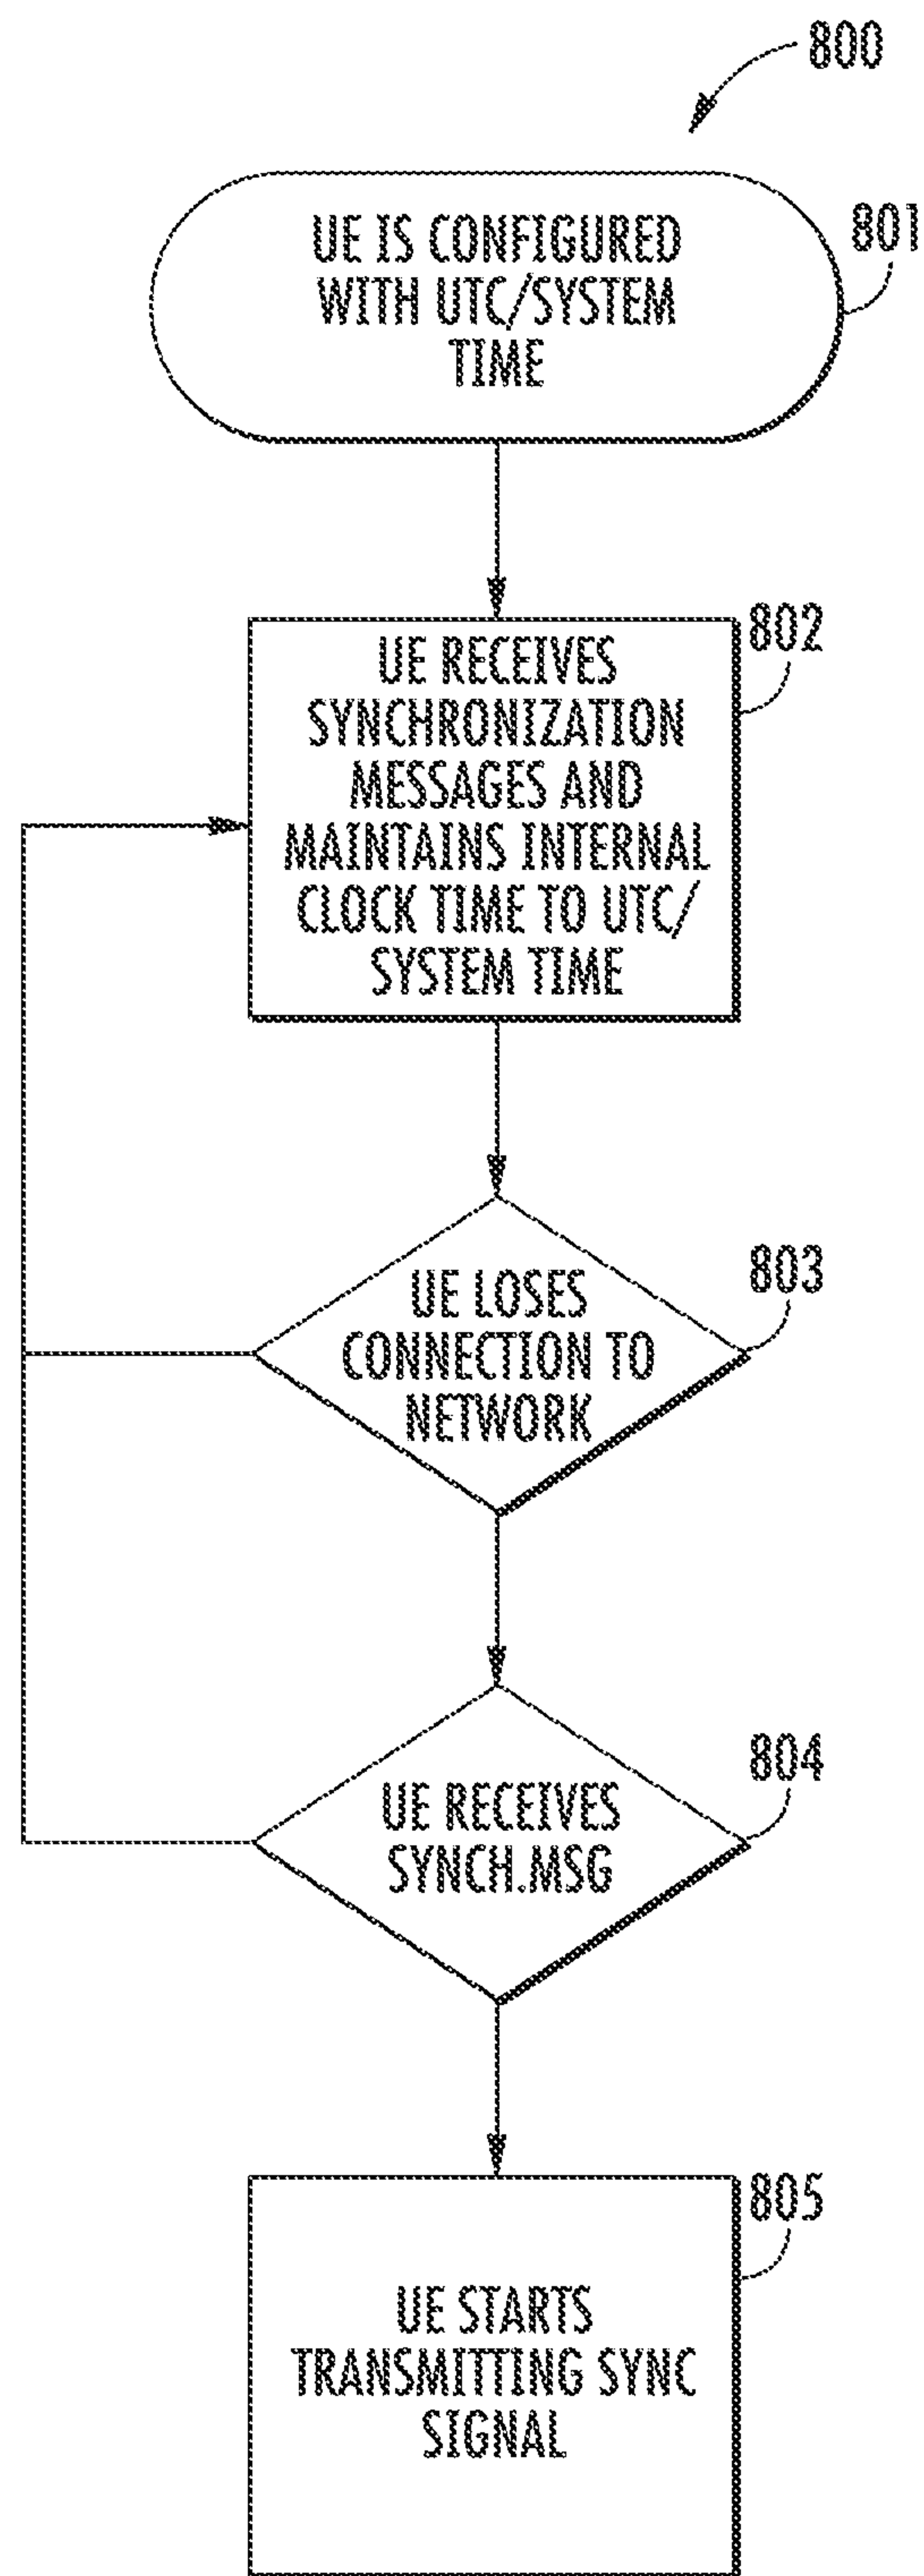 800
801
UE IS CONFIGURED
WITH UTC/SYSTEM
TIME
802
UE RECEIVES
SYNCHRONIZATION
MESSAGES AND
MAINTAINS INTERNAL
CLOCK TIME TO UTC/
SYSTEM TIME
803
UE LOSES
CONNECTION TO
NETWORK
804
UE RECEIVES
SYNCH.MSG
805
UE STARTS
TRANSMITTING SYNC
SIGNAL